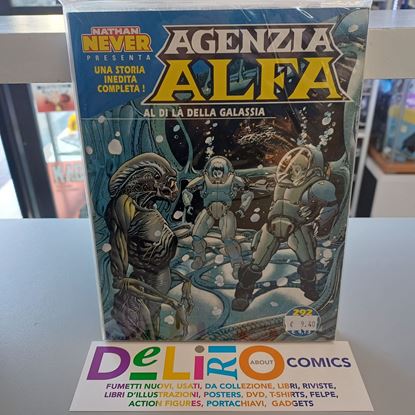 NATHAN
NEVER
PRESENTA
UNA STORIA
INEDITA
COMPLETA !
AGENZIA
ALFA
AL DI LÀ DELLA GALASSIA
292
€ 9.40
DeLiRiO
ABOUT
COMICS
FUMETTI NUOVI, USATI, DA COLLEZIONE, LIBRI, RIVISTE,
LIBRI D'ILLUSTRAZIONI, POSTERS, DVD, T-SHIRTS, FELPE,
ACTION FIGURES, PORTACHIAVI, GADGETS